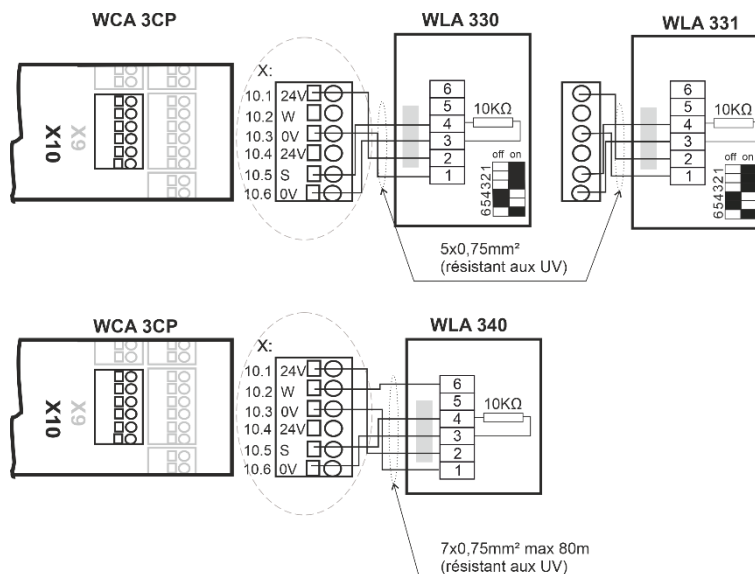 WCA 3CP
WLA 330
WLA 331
X:
10.1 24V
10.2 W
10.3 0V
10.4 24V
10.5 S
10.6 0V
X10
X9
6
5
4
3
2
1
10KΩ
off on
654321
6
5
4
3
2
1
10KΩ
off on
654321
5x0,75mm²
(résistant aux UV)
WCA 3CP
WLA 340
X:
10.1 24V
10.2 W
10.3 0V
10.4 24V
10.5 S
10.6 0V
X10
X9
6
5
4
3
2
1
10KΩ
7x0,75mm² max 80m
(résistant aux UV)